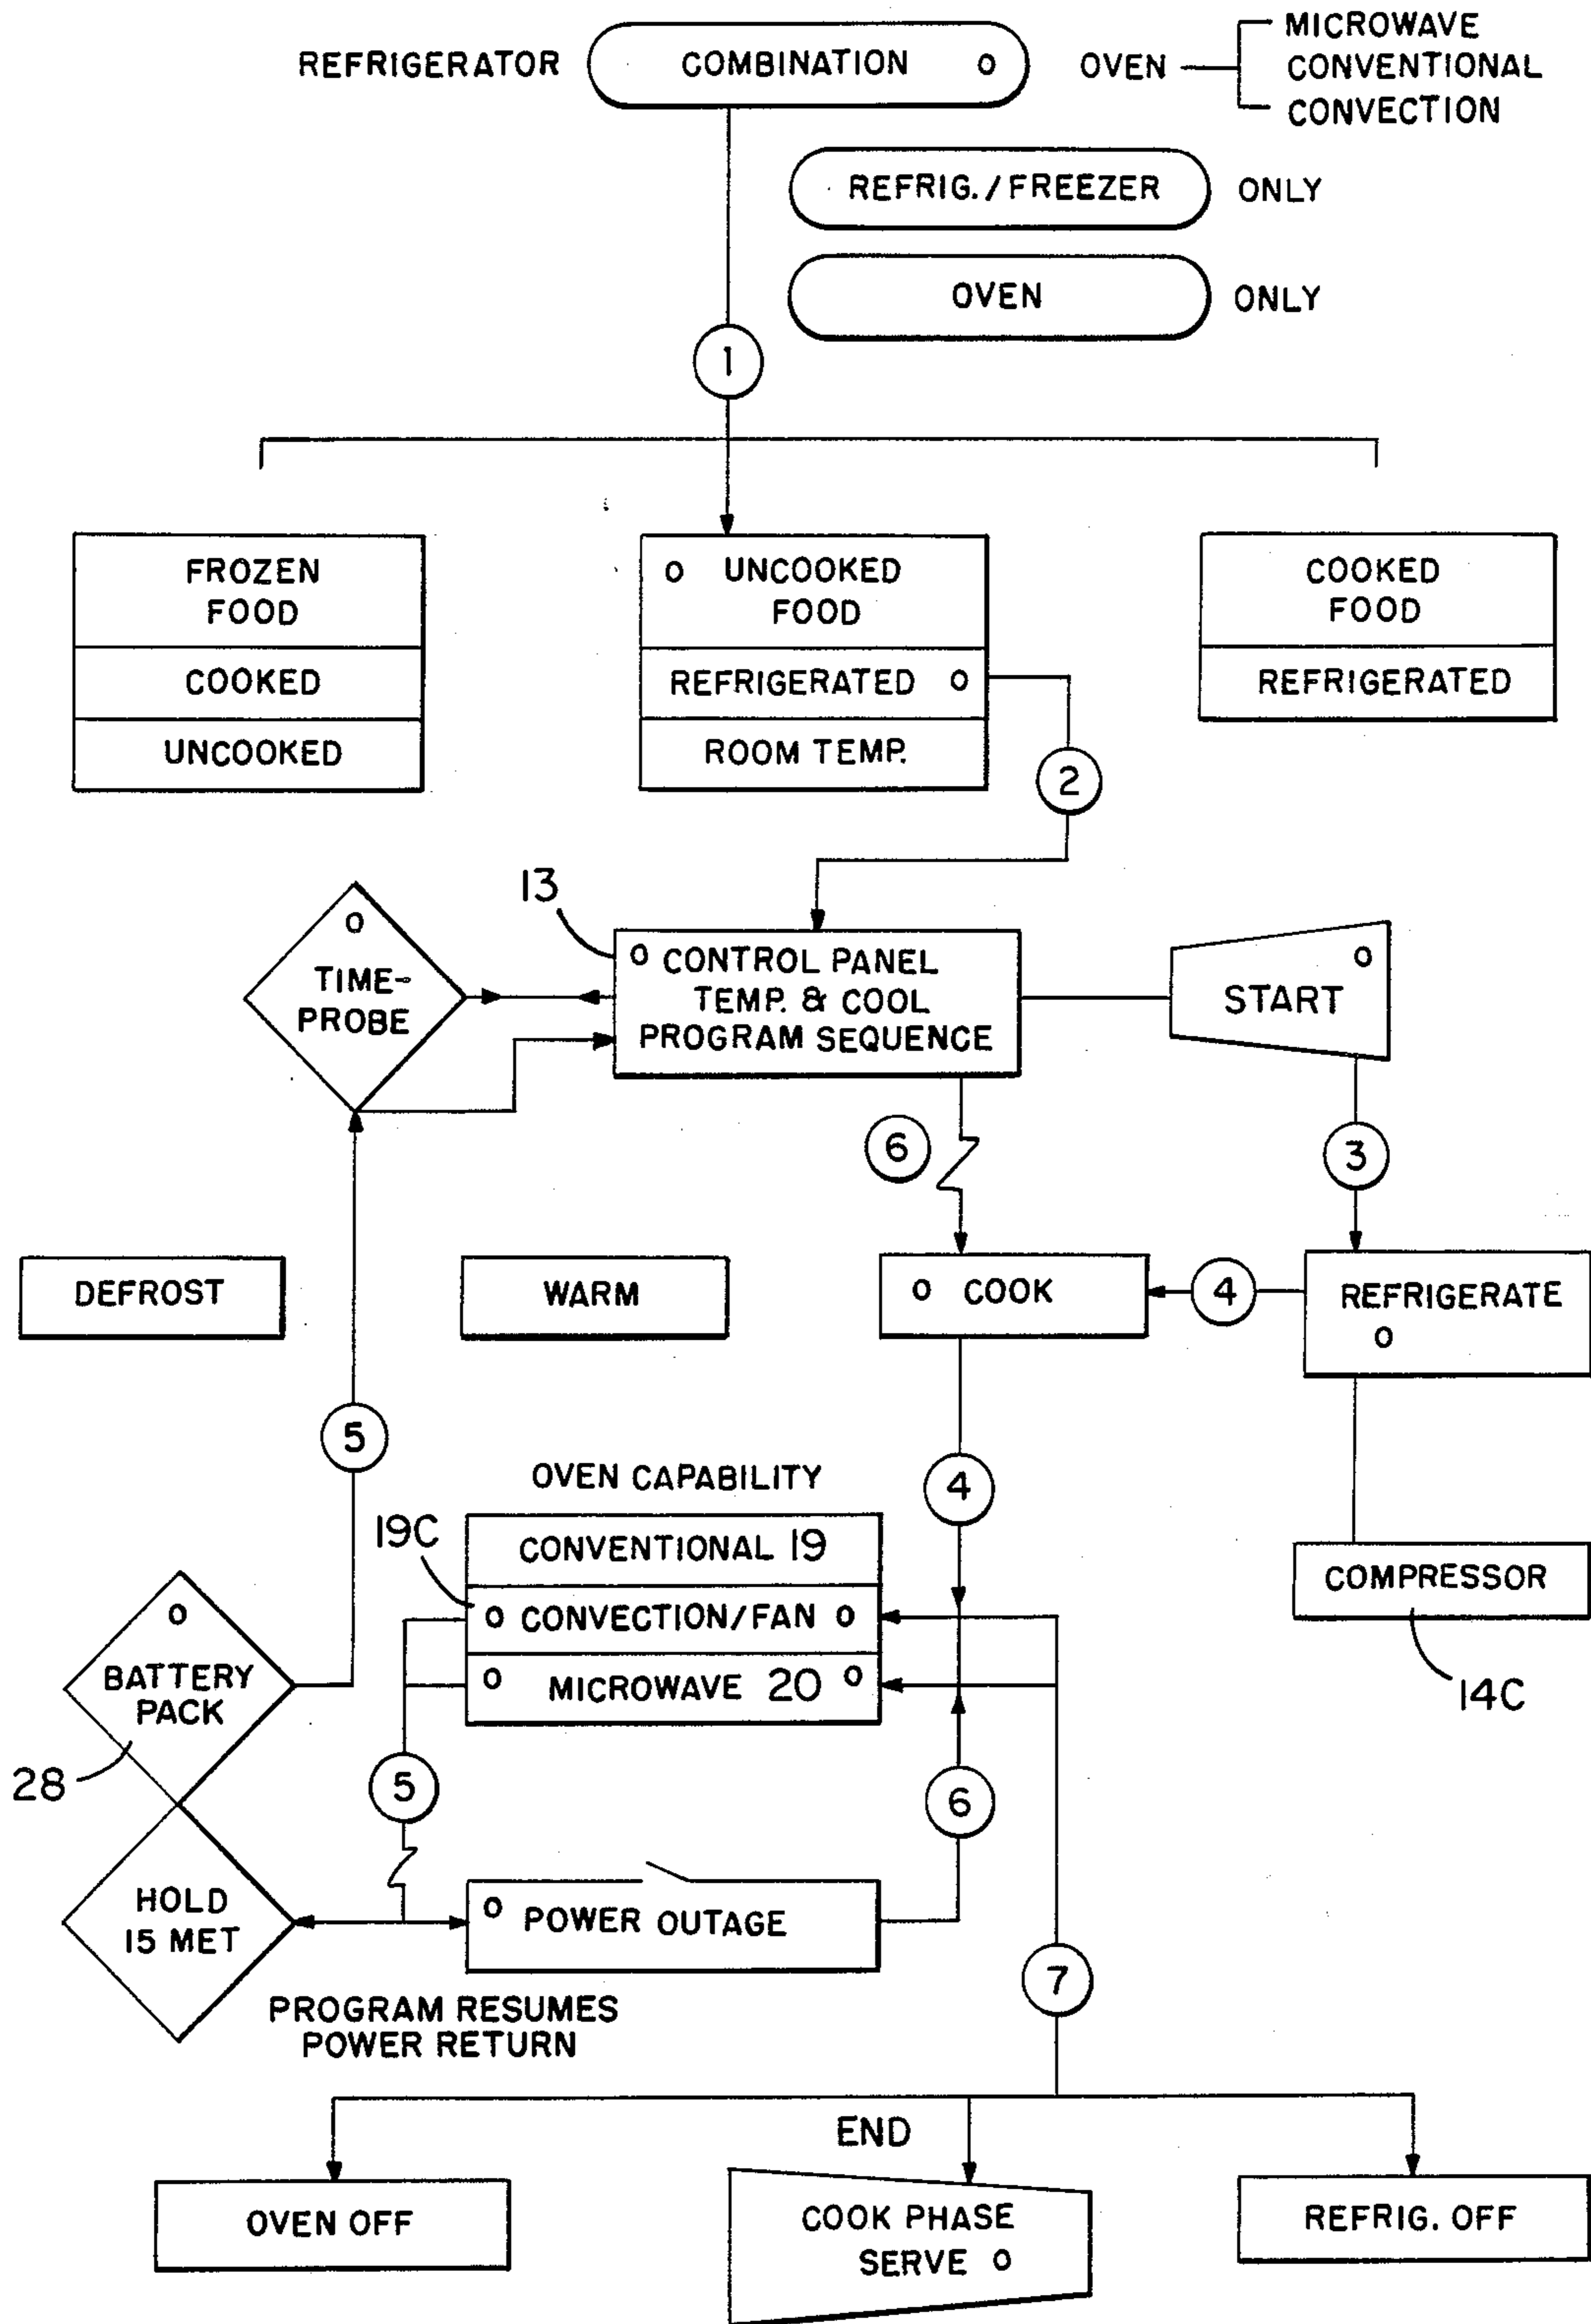 REFRIGERATOR COMBINATION O OVEN MICROWAVE
CONVENTIONAL
CONVECTION
REFRIG./FREEZER ONLY
OVEN ONLY
1
FROZEN
FOOD
COOKED
UNCOOKED
O UNCOOKED
FOOD
REFRIGERATED O
ROOM TEMP.
COOKED
FOOD
REFRIGERATED
2
13
O
TIME-
PROBE
O CONTROL PANEL
TEMP. & COOL
PROGRAM SEQUENCE
O
START
6
3
DEFROST
WARM
O COOK
4
REFRIGERATE
O
5
4
OVEN CAPABILITY
19C
CONVENTIONAL 19
O CONVECTION/FAN O
O MICROWAVE 20 O
COMPRESSOR
14C
O
BATTERY
PACK
28
5
6
HOLD
15 MET
O POWER OUTAGE
7
PROGRAM RESUMES
POWER RETURN
END
OVEN OFF
COOK PHASE
SERVE O
REFRIG. OFF